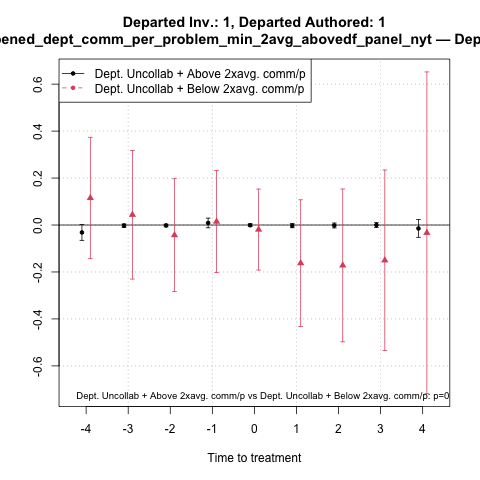 Departed Inv.: 1, Departed Authored: 1
pened_dept_comm_per_problem_min_2avg_abovedf_panel_nyt — Dep
Dept. Uncollab + Above 2xavg. comm/p
Dept. Uncollab + Below 2xavg. comm/p
0.6
0.4
0.2
0.0
-0.2
-0.4
-0.6
Dept. Uncollab + Above 2xavg. comm/p vs Dept. Uncollab + Below 2xavg. comm/p: p=0
-4 -3 -2 -1 0 1 2 3 4
Time to treatment